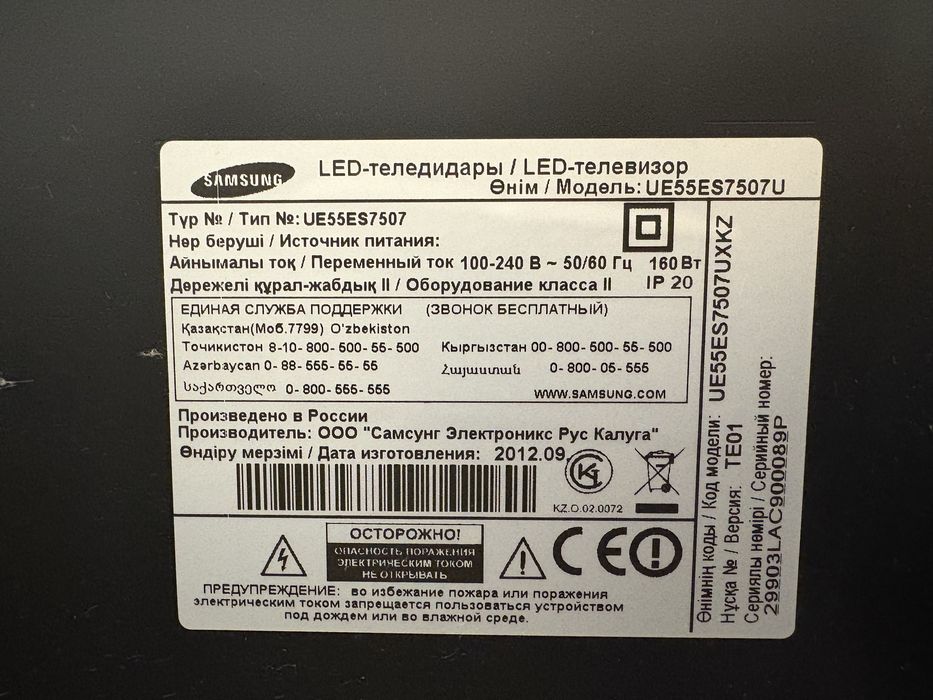 SAMSUNG
LED-теледидары / LED-телевизор
Өнім / Модель: UE55ES7507U
Түр № / Тип №: UE55ES7507
Нәр беруші / Источник питания:
Айнымалы ток / Переменный ток 100-240 В ~ 50/60 Гц 160 Вт
Дәрежелі құрал-жабдық II / Оборудование класса II IP 20
ЕДИНАЯ СЛУЖБА ПОДДЕРЖКИ (ЗВОНОК БЕСПЛАТНЫЙ)
Қазақстан(Моб.7799) O'zbekiston
Точикистон 8-10-800-500-55-500 Кыргызстан 00-800-500-55-500
Azərbaycan 0-88-555-55-55 Հայաստան 0-800-05-555
საქართველო 0-800-555-555
WWW.SAMSUNG.COM
Произведено в России
Производитель: ООО "Самсунг Электроникс Рус Калуга"
Өндіру мерзімі / Дата изготовления: 2012.09.
KZ.O.02.0072
ОСТОРОЖНО!
ОПАСНОСТЬ ПОРАЖЕНИЯ
ЭЛЕКТРИЧЕСКИМ ТОКОМ
НЕ ОТКРЫВАТЬ
CE
ПРЕДУПРЕЖДЕНИЕ: во избежание пожара или поражения
электрическим током запрещается пользоваться устройством
под дождем или во влажной среде.
Өнімнің коды / Код модели: UE55ES7507UXKZ
Нұсқа № / Версия: TE01
Сериялы нөмірі / Серийный номер:
29903LAC900089P